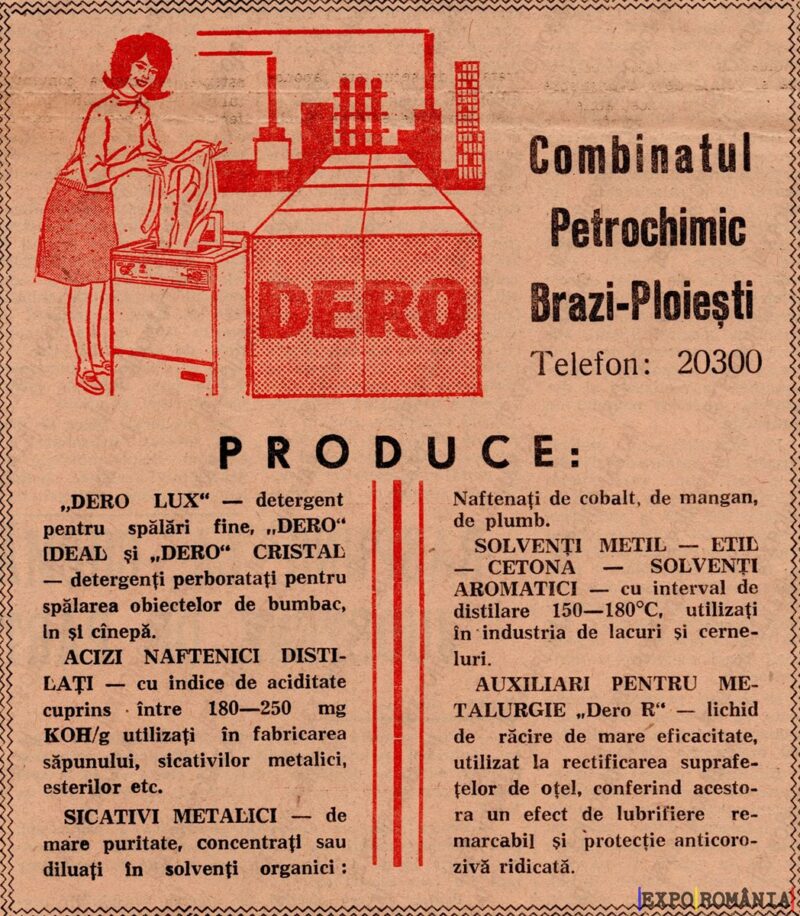 Combinatul
Petrochimic
Brazi-Ploiești
Telefon: 20300
DERO
PRODUCE:
„DERO LUX“ — detergent
pentru spălări fine, „DERO“
IDEAL și „DERO“ CRISTAL
— detergenți perboratați pentru
spălarea obiectelor de bumbac,
in și cînepă.
ACIZI NAFTENICI DISTI-
LAȚI — cu indice de aciditate
cuprins între 180—250 mg
KOH/g utilizați în fabricarea
săpunului, sicativilor metalici,
esterilor etc.
SICATIVI METALICI — de
mare puritate, concentrați sau
diluați în solvenți organici :
Naftenați de cobalt, de mangan,
de plumb.
SOLVENȚI METIL — ETIL
— CETONA — SOLVENȚI
AROMATICI — cu interval de
distilare 150—180°C, utilizați
în industria de lacuri și cerne-
luri.
AUXILIARI PENTRU ME-
TALURGIE „Dero R“ — lichid
de răcire de mare eficacitate,
utilizat la rectificarea suprafe-
țelor de oțel, conferind acesto-
ra un efect de lubrifiere re-
marcabil și protecție anticoro-
zivă ridicată.
EXPO ROMÂNIA